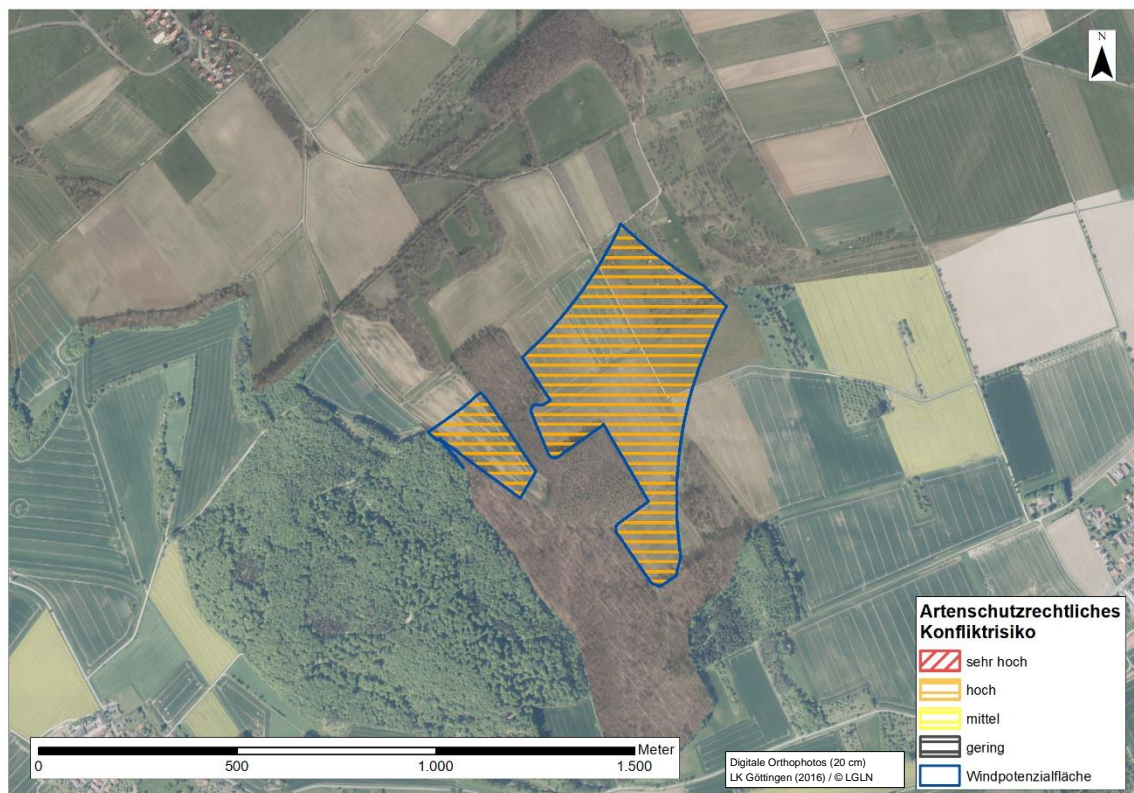 N
Artenschutzrechtliches
Konfliktrisiko
sehr hoch
hoch
mittel
gering
Windpotenzialfläche
Meter
0 500 1.000 1.500
Digitale Orthophotos (20 cm)
LK Göttingen (2016) / © LGLN